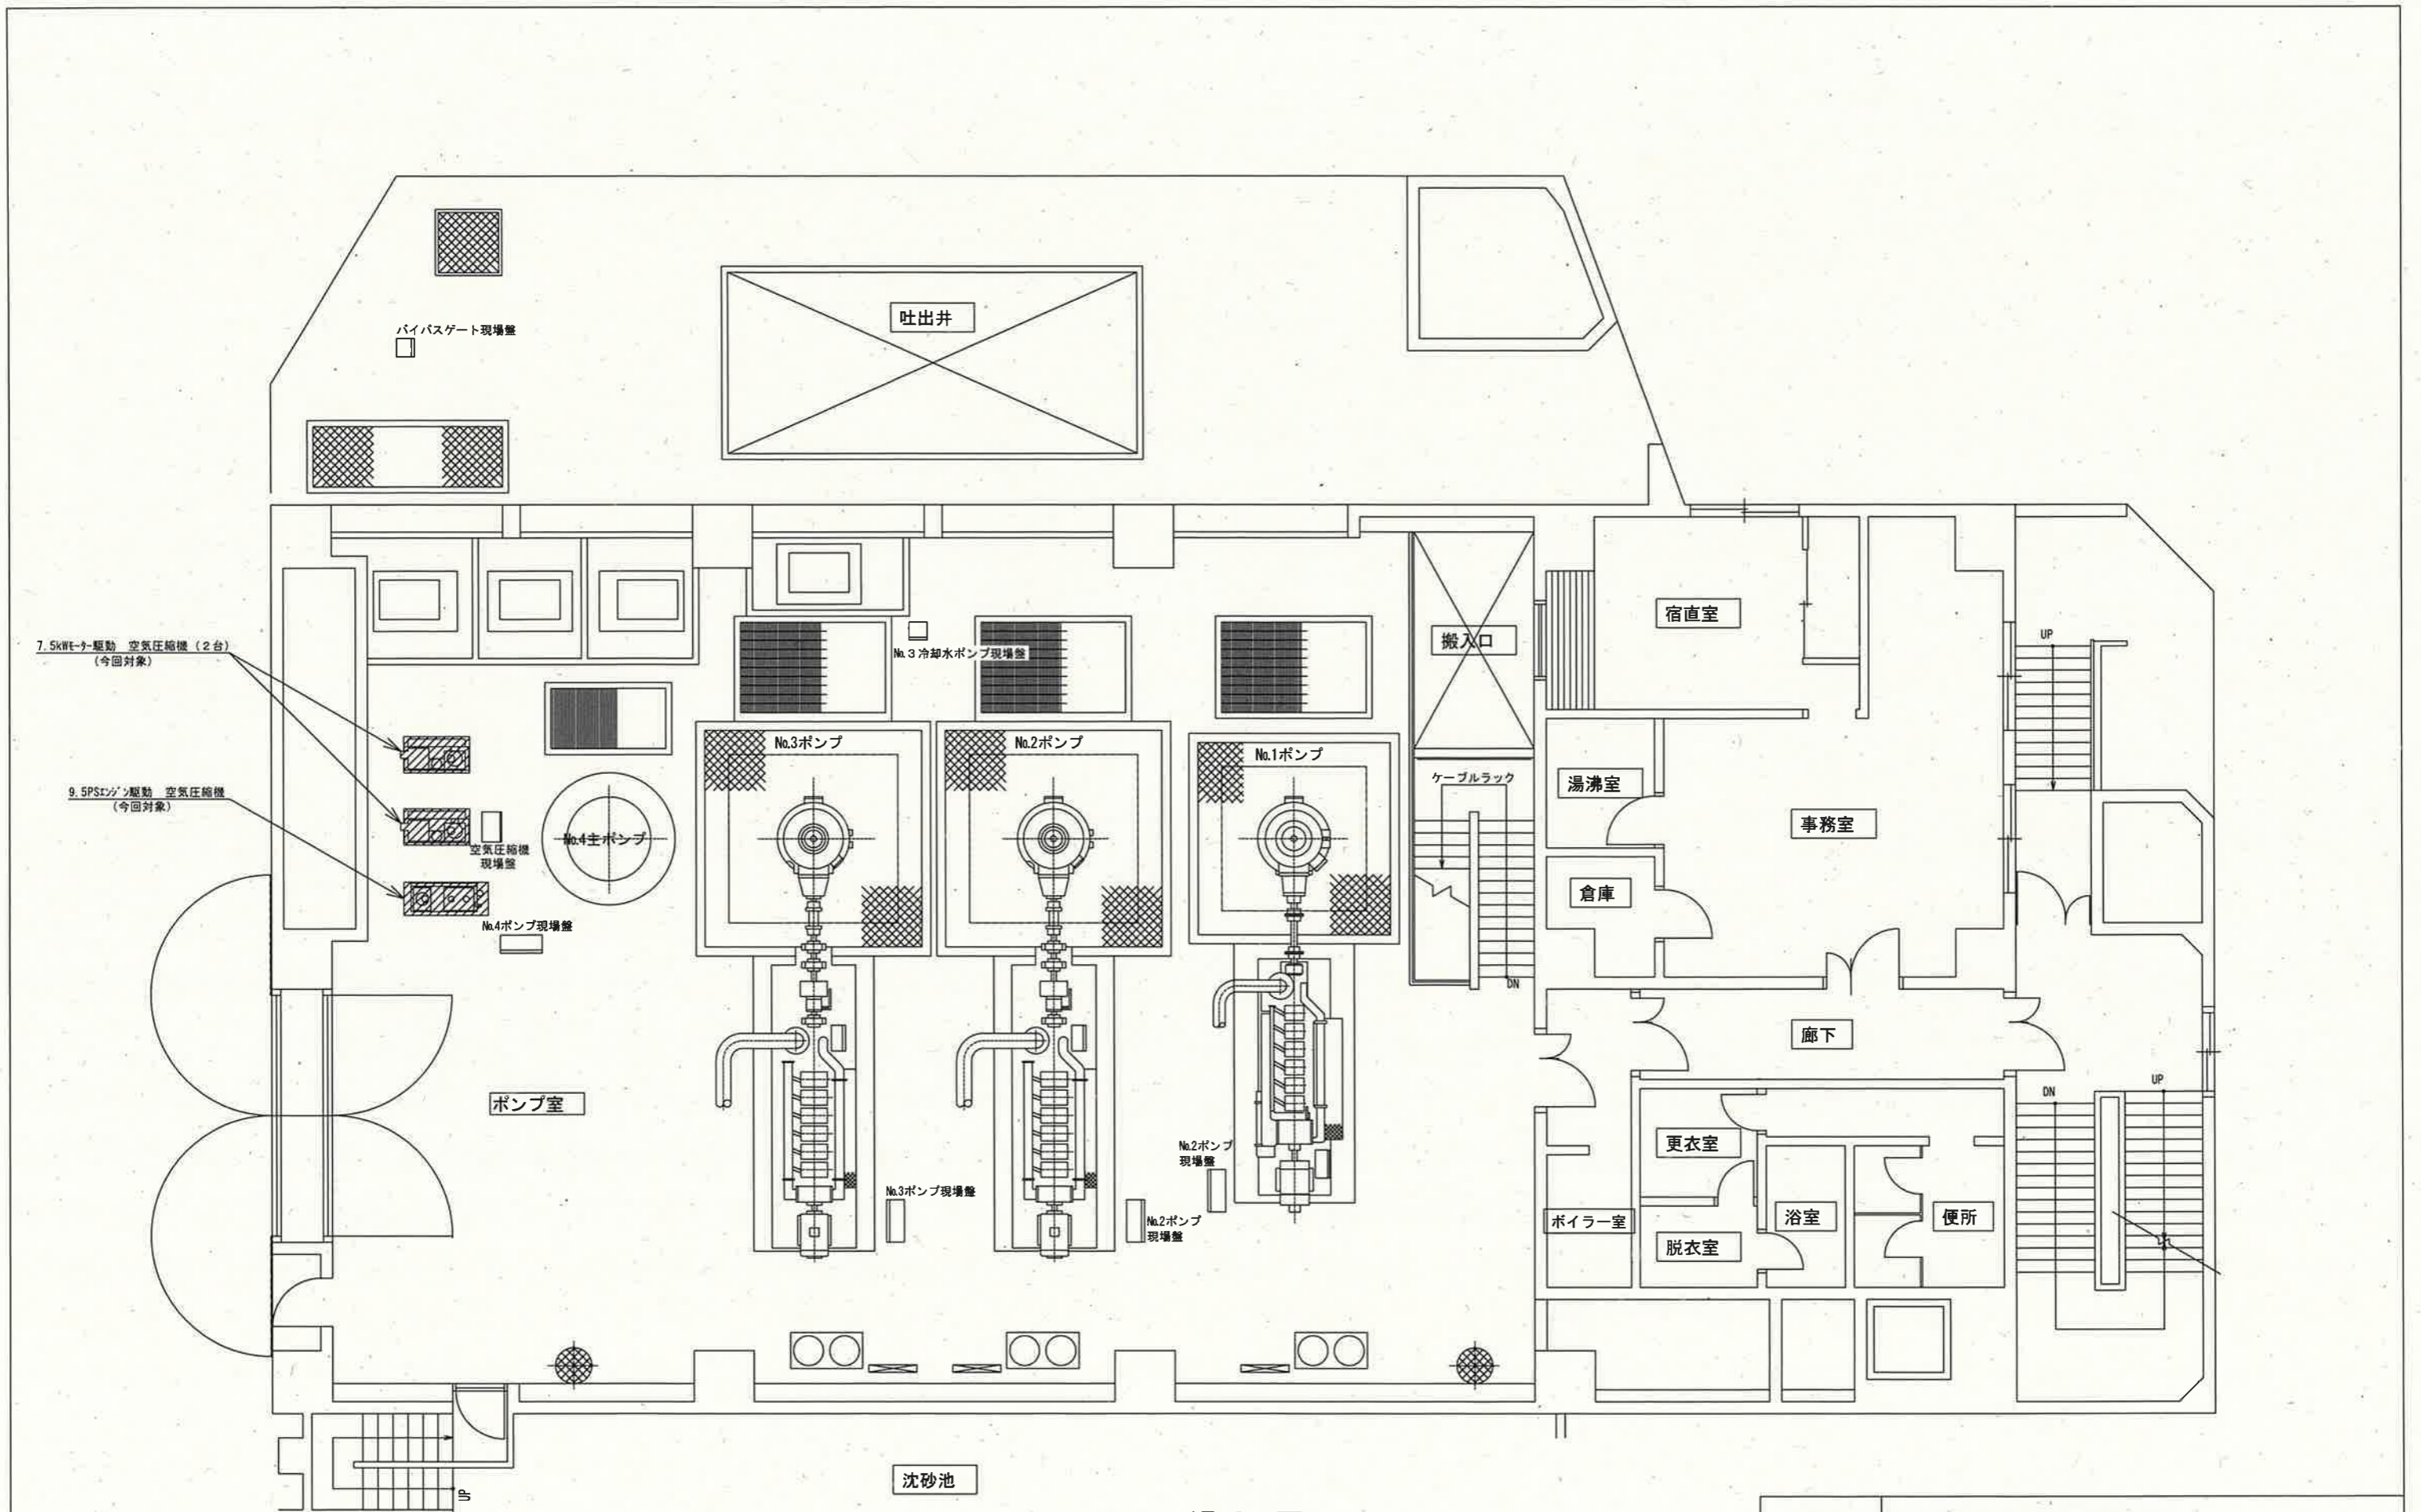 バイパスゲート現場盤
吐出井
7.5kWモーター駆動 空気圧縮機（2台）
(今回対象)
9.5PSエンジン駆動 空気圧縮機
(今回対象)
No.3冷却水ポンプ現場盤
搬入口
宿直室
UP
No.3ポンプ
No.2ポンプ
No.1ポンプ
ケーブルラック
湯沸室
事務室
No.4主ポンプ
空気圧縮機
現場盤
倉庫
No.4ポンプ現場盤
DN
廊下
ポンプ室
UP
DN
更衣室
No.2ポンプ
現場盤
No.3ポンプ現場盤
No.2ポンプ
現場盤
ボイラー室
浴室
便所
脱衣室
沈砂池
UP